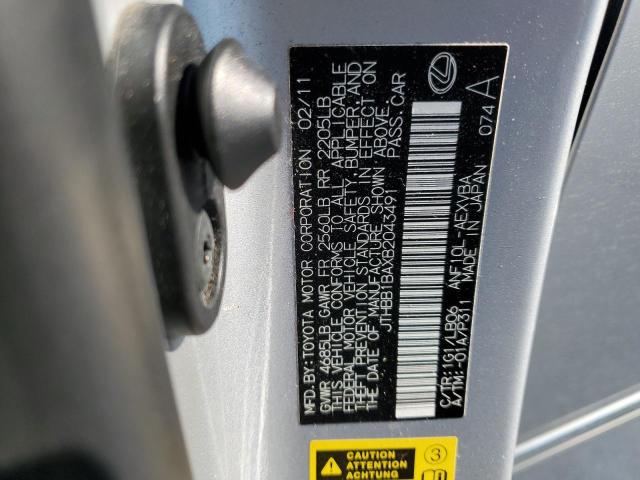 MFD.BY:TOYOTA MOTOR CORPORATION 02/11
GVWR 4685LB GAWR FR 2560LB RR 2205LB
THIS VEHICLE CONFORMS TO ALL APPLICABLE
FEDERAL MOTOR VEHICLE SAFETY, BUMPER, AND
THEFT PREVENTION STANDARDS IN EFFECT ON
THE DATE OF MANUFACTURE SHOWN ABOVE.
JTHBB1BAXB2043491 PASS.CAR
C/TR:1G1/LB06 ANF10L-AEXVBA
A/TM:-01A/P311 MADE IN JAPAN
074 A
CAUTION
ATTENTION
ACHTUNG
3